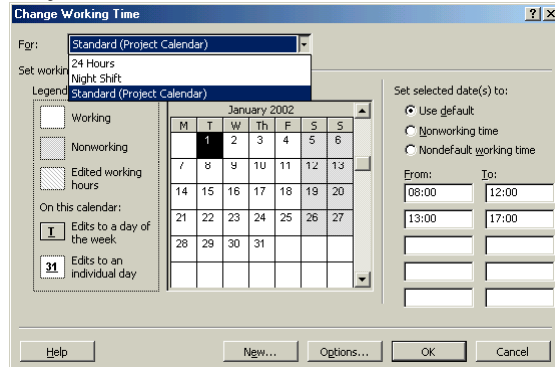 Change Working Time
For: Standard (Project Calendar)
24 Hours
Night Shift
Standard (Project Calendar)
Set workin
Legend
Working
Nonworking
Edited working
hours
On this calendar:
I Edits to a day of
the week
31 Edits to an
individual day
January 2002
M T W Th F S S
1 2 3 4 5 6
7 8 9 10 11 12 13
14 15 16 17 18 19 20
21 22 23 24 25 26 27
28 29 30 31
Set selected date(s) to:
Use default
Nonworking time
Nondefault working time
From: To:
08:00 12:00
13:00 17:00
Help New... Options... OK Cancel